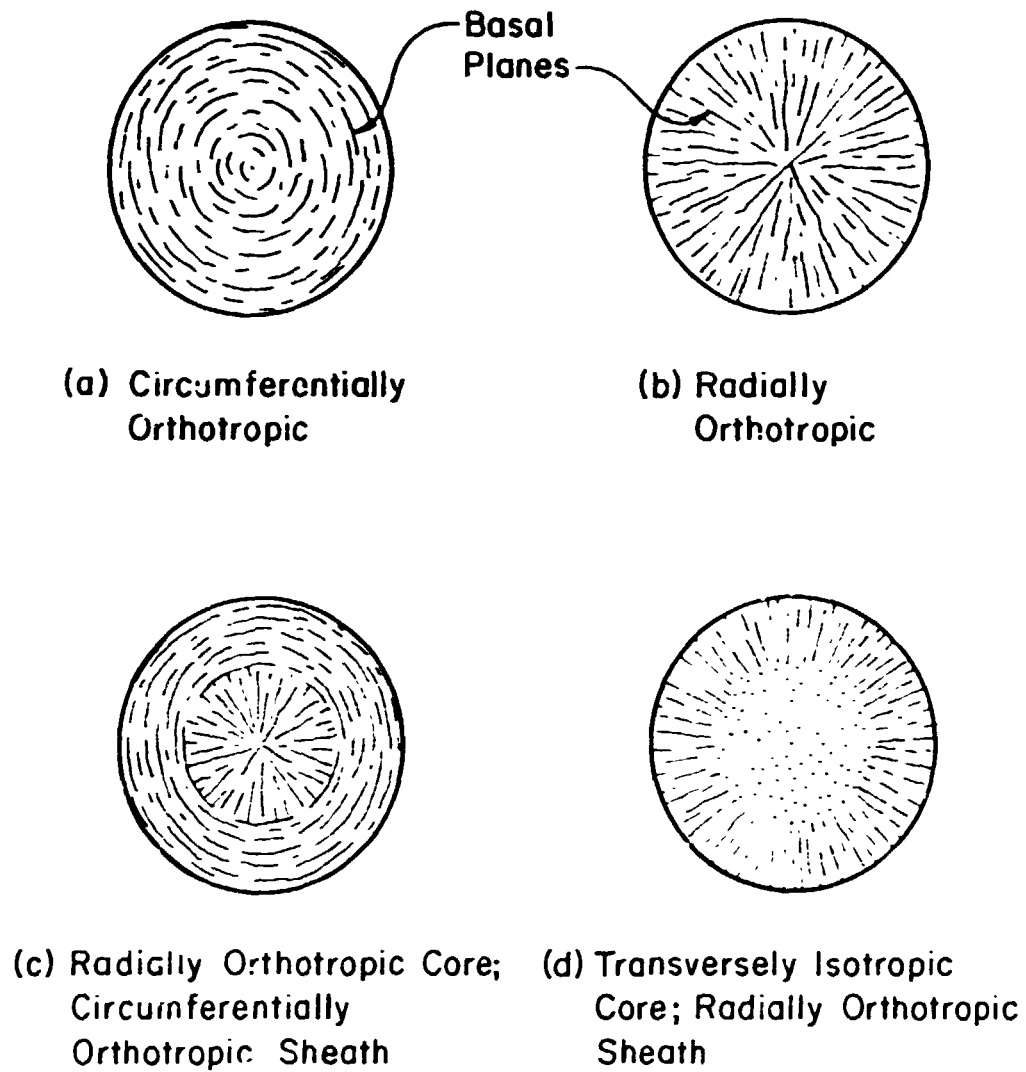 Basal
Planes
(a) Circumferentially
Orthotropic
(b) Radially
Orthotropic
(c) Radially Orthotropic Core;
Circumferentially
Orthotropic Sheath
(d) Transversely Isotropic
Core; Radially Orthotropic
Sheath